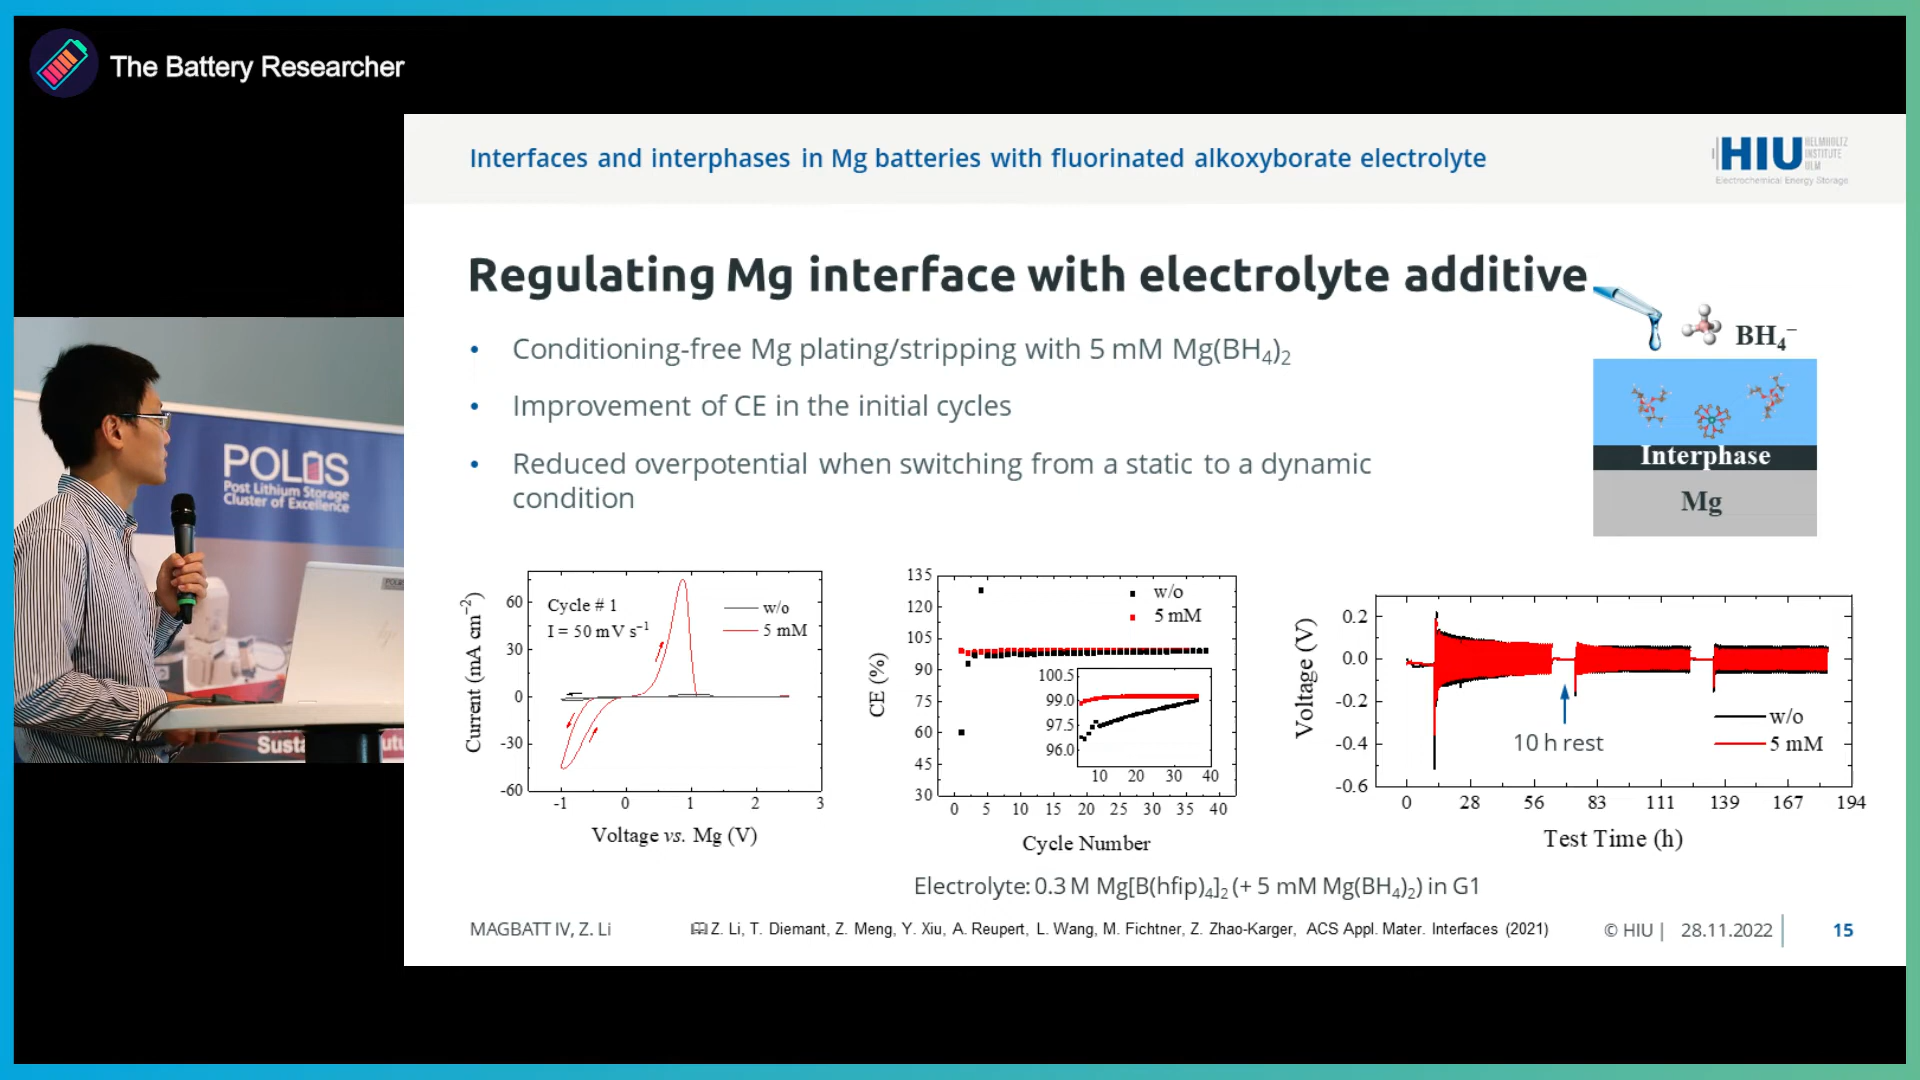 The Battery Researcher
Interfaces and interphases in Mg batteries with fluorinated alkoxyborate electrolyte
HIU HELMHOLTZ
INSTITUTE
ULM
Electrochemical Energy Storage
Regulating Mg interface with electrolyte additive
• Conditioning-free Mg plating/stripping with 5 mM Mg(BH₄)₂
• Improvement of CE in the initial cycles
• Reduced overpotential when switching from a static to a dynamic
condition
BH₄⁻
Interphase
Mg
POLiS
Post Lithium Storage
Cluster of Excellence
Susta
utu
Current (mA cm⁻²)
60
30
0
-30
-60
Cycle # 1
I = 50 mV s⁻¹
w/o
5 mM
-1 0 1 2 3
Voltage vs. Mg (V)
CE (%)
135
120
105
90
75
60
45
30
w/o
5 mM
100.5
99.0
97.5
96.0
10 20 30 40
0 5 10 15 20 25 30 35 40
Cycle Number
Voltage (V)
0.2
0.0
-0.2
-0.4
-0.6
10 h rest
w/o
5 mM
0 28 56 83 111 139 167 194
Test Time (h)
Electrolyte: 0.3 M Mg[B(hfip)₄]₂ (+ 5 mM Mg(BH₄)₂) in G1
MAGBATT IV, Z. Li
Z. Li, T. Diemant, Z. Meng, Y. Xiu, A. Reupert, L. Wang, M. Fichtner, Z. Zhao-Karger, ACS Appl. Mater. Interfaces (2021)
© HIU | 28.11.2022
15